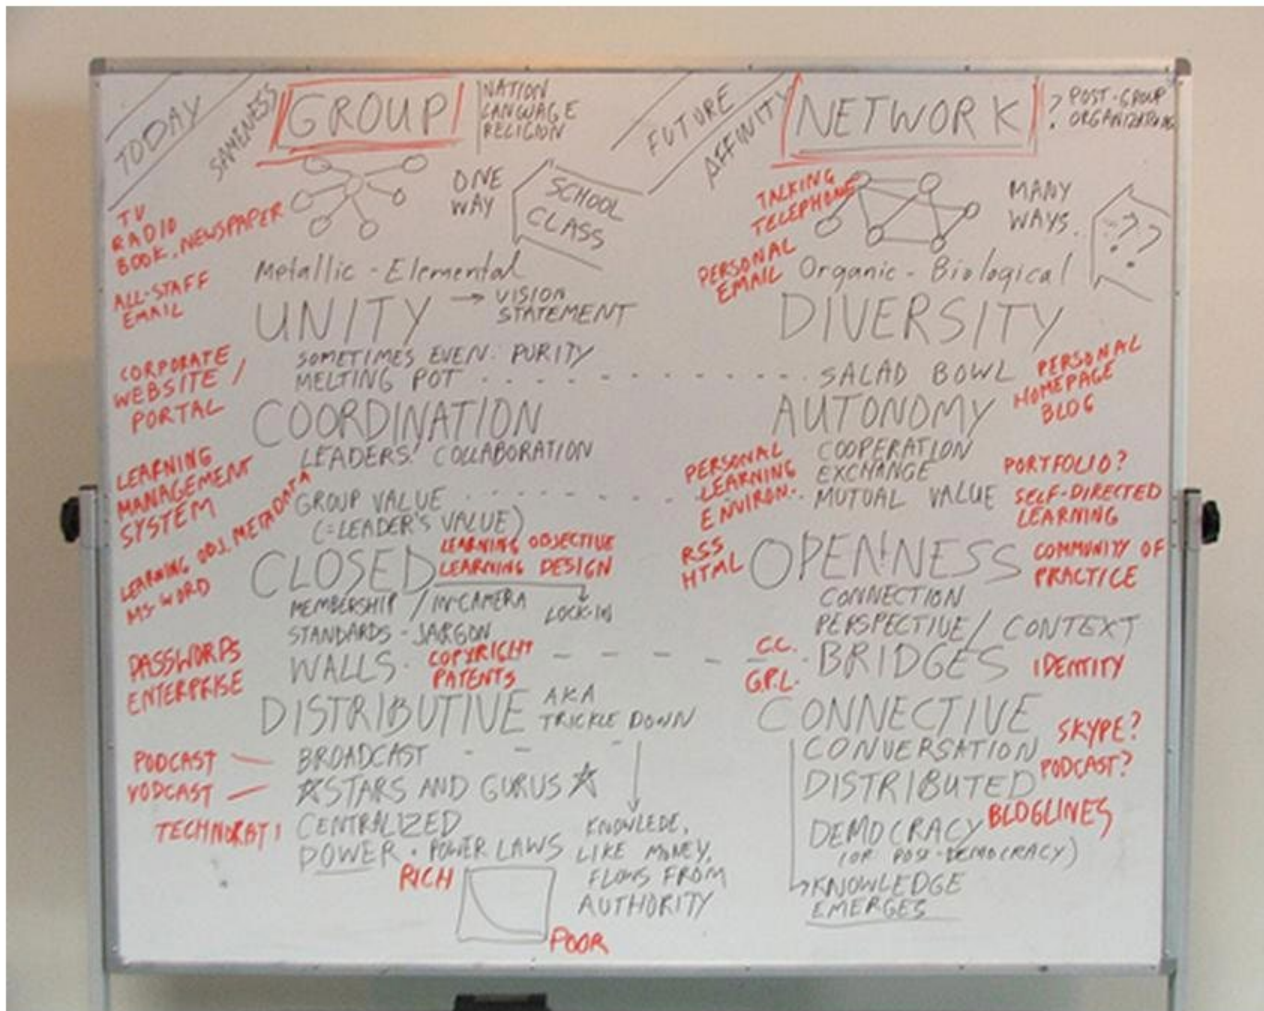 TODAY
SAMENESS
GROUP
NATION
LANGUAGE
RELIGION
ONE
WAY
SCHOOL
CLASS
TV
RADIO
BOOK, NEWSPAPER
Metallic - Elemental
ALL-STAFF
EMAIL
UNITY → VISION
STATEMENT
SOMETIMES EVEN. PURITY
MELTING POT
CORPORATE
WEBSITE /
PORTAL
COORDINATION
LEADERS! COLLABORATION
LEARNING
MANAGEMENT
SYSTEM
GROUP VALUE
(=LEADER'S VALUE)
LEARNING OBJ. METADATA
MS-WORD
CLOSED
LEARNING OBJECTIVE
LEARNING DESIGN
MEMBERSHIP / IN-CAMERA
LOCK-IN
STANDARDS - JARGON
WALLS.
COPYRIGHT
PATENTS
PASSWORDS
ENTERPRISE
DISTRIBUTIVE AKA
TRICKLE DOWN
BROADCAST
PODCAST
VODCAST
☆STARS AND GURUS☆
TECHNORATI
CENTRALIZED
POWER • POWER LAWS
RICH
POOR
KNOWLEDE,
LIKE MONEY,
FLOWS FROM
AUTHORITY
FUTURE
AFFINITY
NETWORK
? POST-GROUP
ORGANIZATIONS
TALKING
TELEPHONE
MANY
WAYS.
???
PERSONAL
EMAIL
Organic - Biological
DIVERSITY
SALAD BOWL
PERSONAL
HOMEPAGE
BLOG
AUTONOMY
COOPERATION
EXCHANGE
MUTUAL VALUE
PERSONAL
LEARNING
ENVIRON.
PORTFOLIO?
SELF-DIRECTED
LEARNING
RSS
HTML
OPENNESS
COMMUNITY OF
PRACTICE
CONNECTION
PERSPECTIVE / CONTEXT
C.C.
G.P.L.
BRIDGES
IDENTITY
CONNECTIVE
SKYPE?
CONVERSATION
PODCAST?
DISTRIBUTED
BLOGLINES
DEMOCRACY
(OR POST-DEMOCRACY)
→KNOWLEDGE
EMERGES